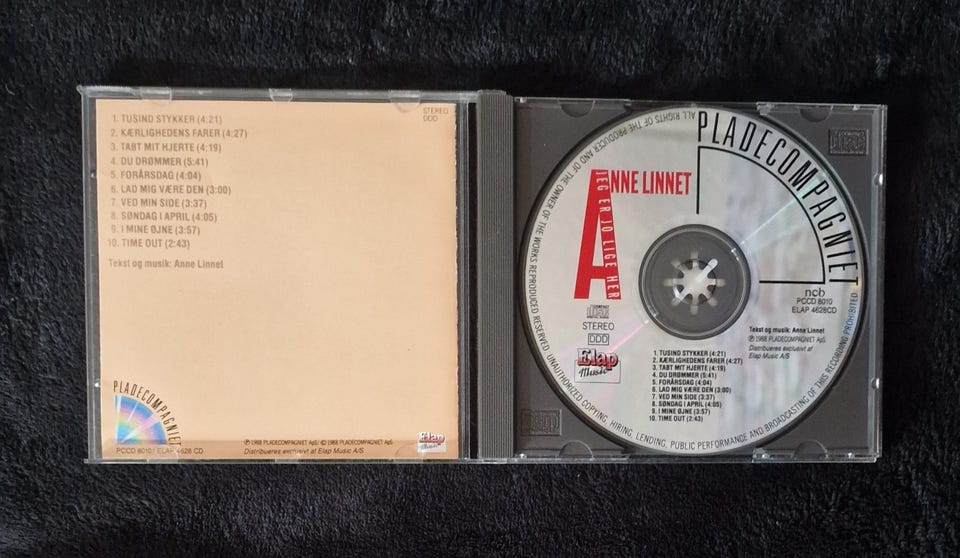 STEREO
DDD
1. TUSIND STYKKER (4:21)
2. KÆRLIGHEDENS FARER (4:27)
3. TABT MIT HJERTE (4:19)
4. DU DRØMMER (5:41)
5. FORÅRSDAG (4:04)
6. LAD MIG VÆRE DEN (3:00)
7. VED MIN SIDE (3:37)
8. SØNDAG I APRIL (4:05)
9. I MINE ØJNE (3:57)
10. TIME OUT (2:43)
Tekst og musik: Anne Linnet
PLADECOMPAGNIET
PCCD 8010 / ELAP 4628 CD
℗ 1988 PLADECOMPAGNIET ApS/ © 1988 PLADECOMPAGNIET ApS
Distribueres exclusivt af Elap Music A/S
Elap
Music
ALL RIGHTS OF THE PRODUCER AND OF THE OWNER OF THE WORKS REPRODUCED RESERVED. UNAUTHORIZED COPYING, HIRING, LENDING, PUBLIC PERFORMANCE AND BROADCASTING OF THIS RECORDING PROHIBITED
PLADECOMPAGNIET
ANNE LINNET
JEG ER JO LIGE HER
ncb
PCCD 8010
ELAP 4628CD
STEREO
DDD
Elap
Music
Tekst og musik: Anne Linnet
℗ 1988 PLADECOMPAGNIET ApS.
Distribueres exclusivt af
Elap Music A/S
1. TUSIND STYKKER (4:21)
2. KÆRLIGHEDENS FARER (4:27)
3. TABT MIT HJERTE (4:19)
4. DU DRØMMER (5:41)
5. FORÅRSDAG (4:04)
6. LAD MIG VÆRE DEN (3:00)
7. VED MIN SIDE (3:37)
8. SØNDAG I APRIL (4:05)
9. I MINE ØJNE (3:57)
10. TIME OUT (2:43)